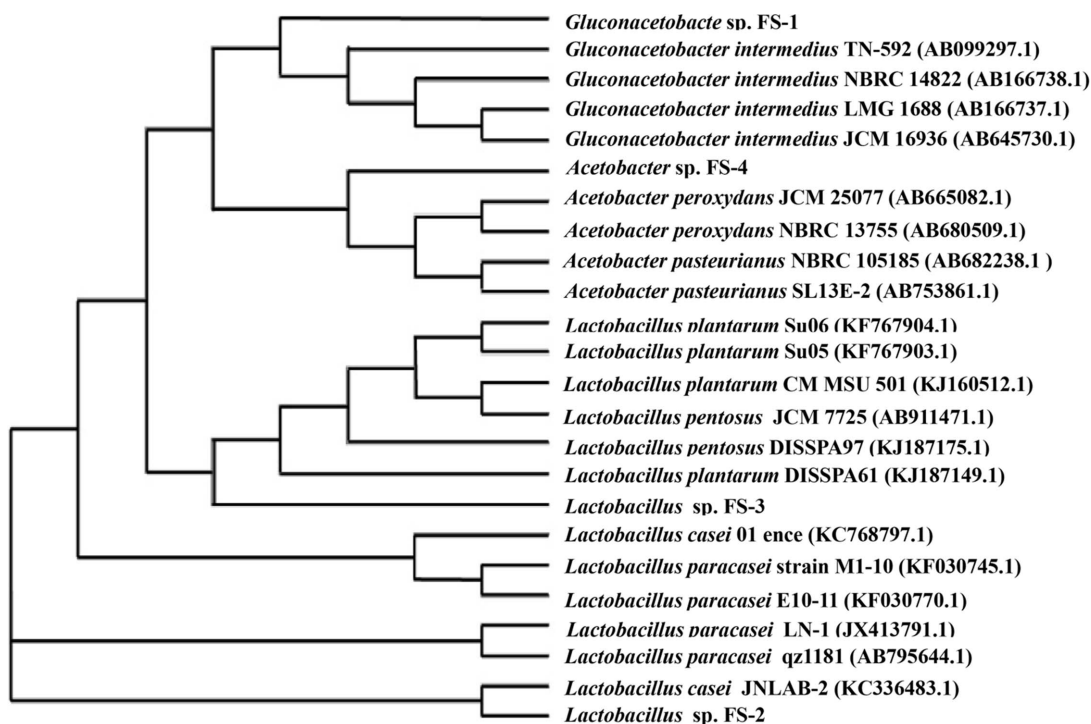 Gluconacetobacte sp. FS-1
Gluconacetobacter intermedius TN-592 (AB099297.1)
Gluconacetobacter intermedius NBRC 14822 (AB166738.1)
Gluconacetobacter intermedius LMG 1688 (AB166737.1)
Gluconacetobacter intermedius JCM 16936 (AB645730.1)
Acetobacter sp. FS-4
Acetobacter peroxydans JCM 25077 (AB665082.1)
Acetobacter peroxydans NBRC 13755 (AB680509.1)
Acetobacter pasteurianus NBRC 105185 (AB682238.1 )
Acetobacter pasteurianus SL13E-2 (AB753861.1)
Lactobacillus plantarum Su06 (KF767904.1)
Lactobacillus plantarum Su05 (KF767903.1)
Lactobacillus plantarum CM MSU 501 (KJ160512.1)
Lactobacillus pentosus JCM 7725 (AB911471.1)
Lactobacillus pentosus DISSPA97 (KJ187175.1)
Lactobacillus plantarum DISSPA61 (KJ187149.1)
Lactobacillus sp. FS-3
Lactobacillus casei 01 ence (KC768797.1)
Lactobacillus paracasei strain M1-10 (KF030745.1)
Lactobacillus paracasei E10-11 (KF030770.1)
Lactobacillus paracasei LN-1 (JX413791.1)
Lactobacillus paracasei qz1181 (AB795644.1)
Lactobacillus casei JNLAB-2 (KC336483.1)
Lactobacillus sp. FS-2